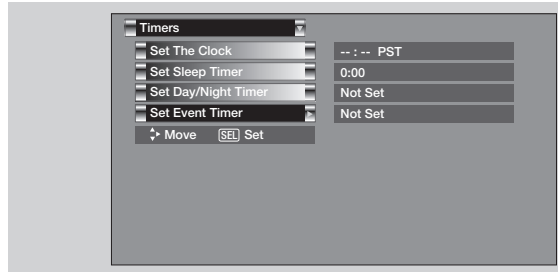 Timers
Set The Clock -- : -- PST
Set Sleep Timer 0:00
Set Day/Night Timer Not Set
Set Event Timer Not Set
Move SEL Set